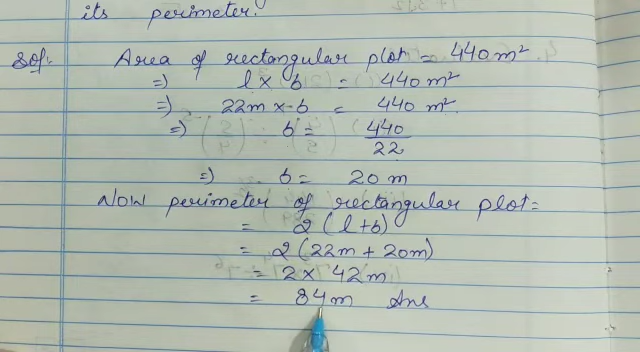 its perimeter.
Sol:- Area of rectangular plot = 440 m²
=) l x b = 440 m²
=) 22m x b = 440 m²
=) b = 440
22
=) b = 20 m
Now perimeter of rectangular plot =
= 2 (l+b)
= 2 (22m + 20m)
= 2 x 42 m
= 84m Ans